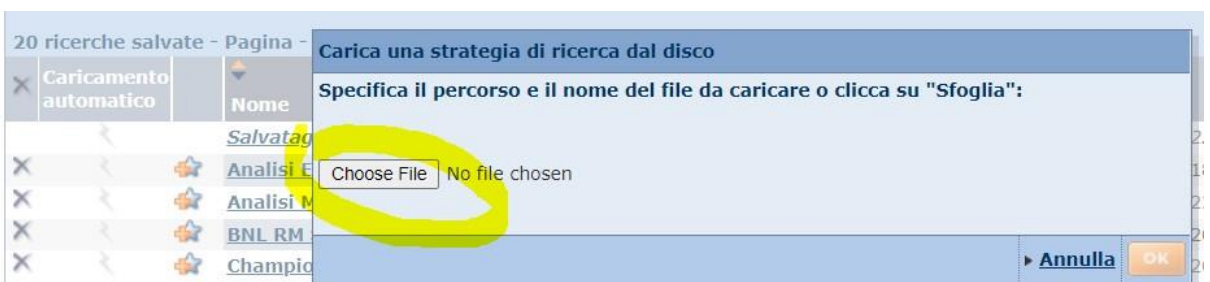 20 ricerche salvate - Pagina -
Carica una strategia di ricerca dal disco
Caricamento
automatico
Nome
Specifica il percorso e il nome del file da caricare o clicca su "Sfoglia":
Salvatag
Analisi E
Choose File No file chosen
Analisi M
BNL RM
Champio
Annulla OK